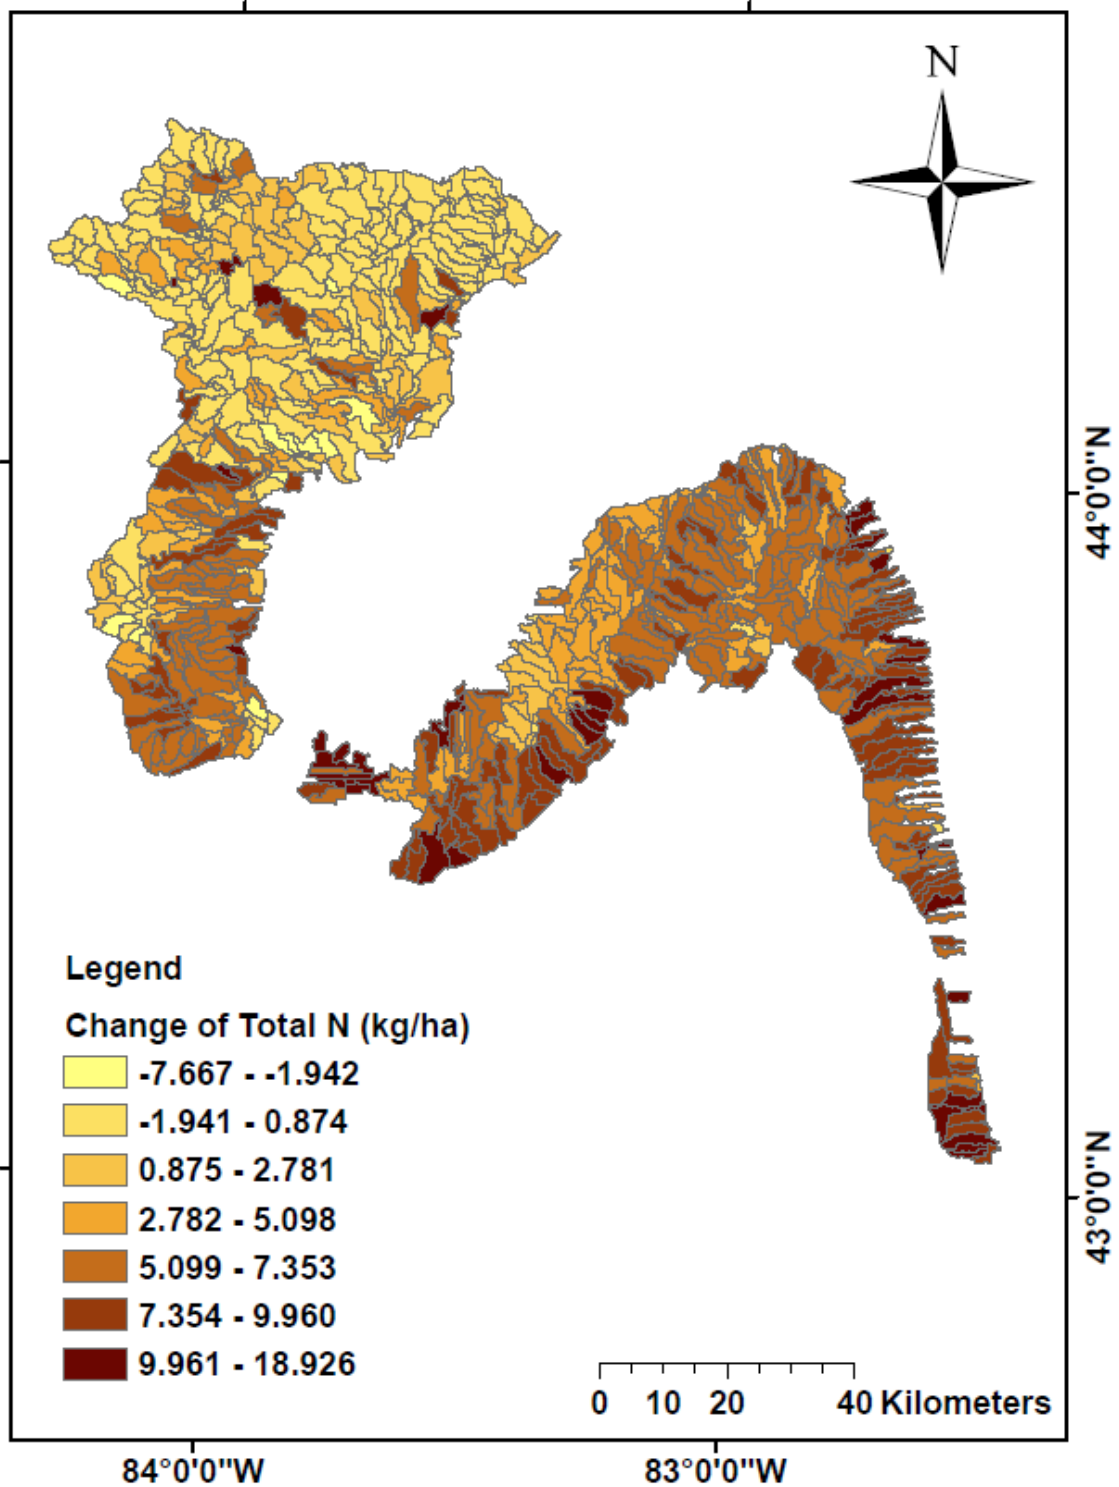 N
44°0'0"N
Legend
Change of Total N (kg/ha)
-7.667 - -1.942
-1.941 - 0.874
0.875 - 2.781
2.782 - 5.098
5.099 - 7.353
7.354 - 9.960
9.961 - 18.926
43°0'0"N
0 10 20 40 Kilometers
84°0'0"W 83°0'0"W